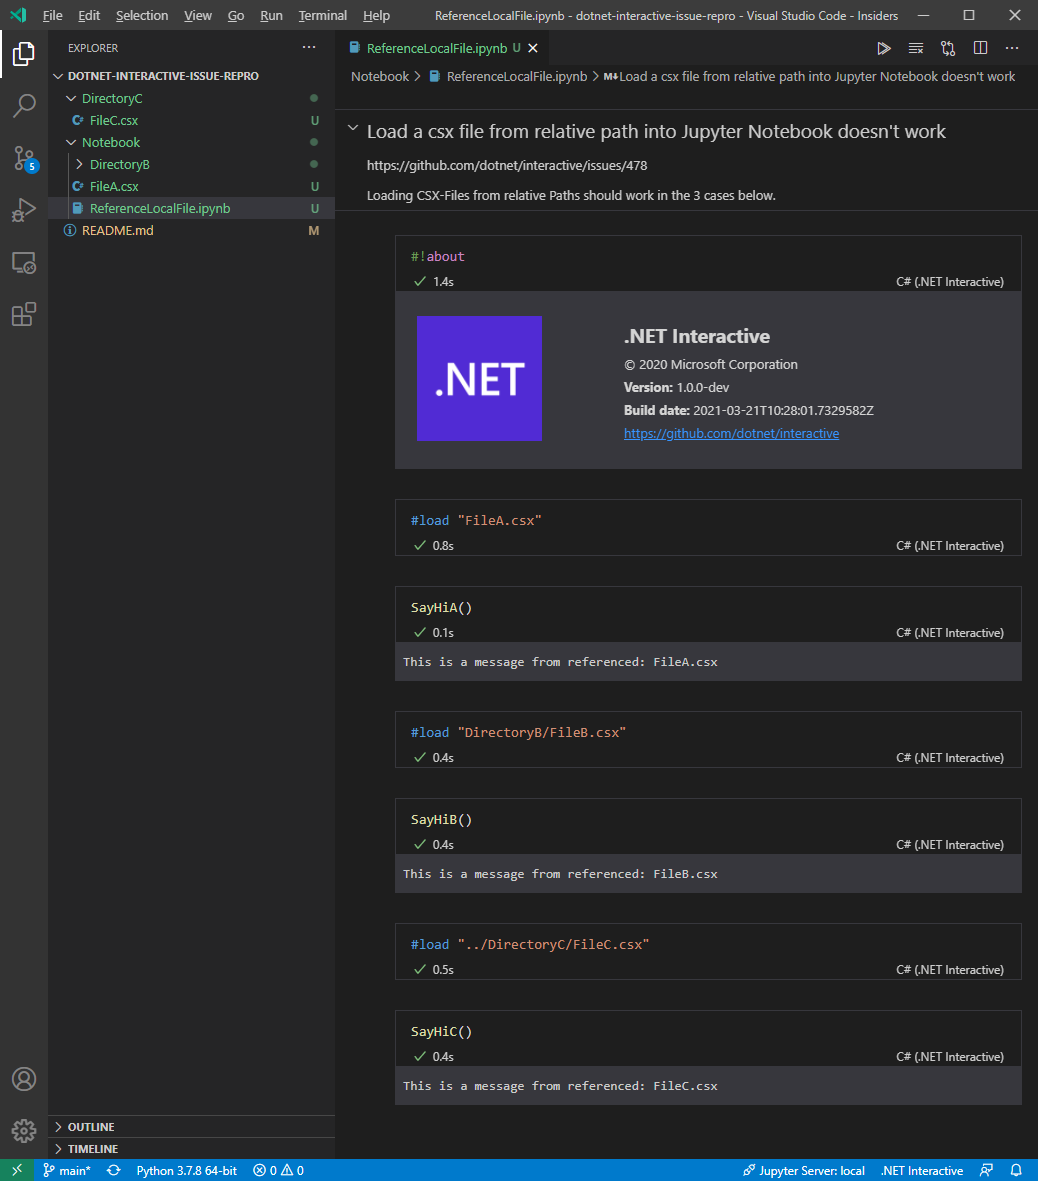 File Edit Selection View Go Run Terminal Help ReferenceLocalFile.ipynb - dotnet-interactive-issue-repro - Visual Studio Code - Insiders
EXPLORER
DOTNET-INTERACTIVE-ISSUE-REPRO
DirectoryC
FileC.csx U
Notebook
DirectoryB
FileA.csx U
ReferenceLocalFile.ipynb U
README.md M
5
OUTLINE
TIMELINE
ReferenceLocalFile.ipynb U
Notebook > ReferenceLocalFile.ipynb > M↓Load a csx file from relative path into Jupyter Notebook doesn't work
Load a csx file from relative path into Jupyter Notebook doesn't work
https://github.com/dotnet/interactive/issues/478
Loading CSX-Files from relative Paths should work in the 3 cases below.
#!about
1.4s C# (.NET Interactive)
.NET
.NET Interactive
© 2020 Microsoft Corporation
Version: 1.0.0-dev
Build date: 2021-03-21T10:28:01.7329582Z
https://github.com/dotnet/interactive
#load "FileA.csx"
0.8s C# (.NET Interactive)
SayHiA()
0.1s C# (.NET Interactive)
This is a message from referenced: FileA.csx
#load "DirectoryB/FileB.csx"
0.4s C# (.NET Interactive)
SayHiB()
0.4s C# (.NET Interactive)
This is a message from referenced: FileB.csx
#load "../DirectoryC/FileC.csx"
0.5s C# (.NET Interactive)
SayHiC()
0.4s C# (.NET Interactive)
This is a message from referenced: FileC.csx
main* Python 3.7.8 64-bit 0 0 Jupyter Server: local .NET Interactive